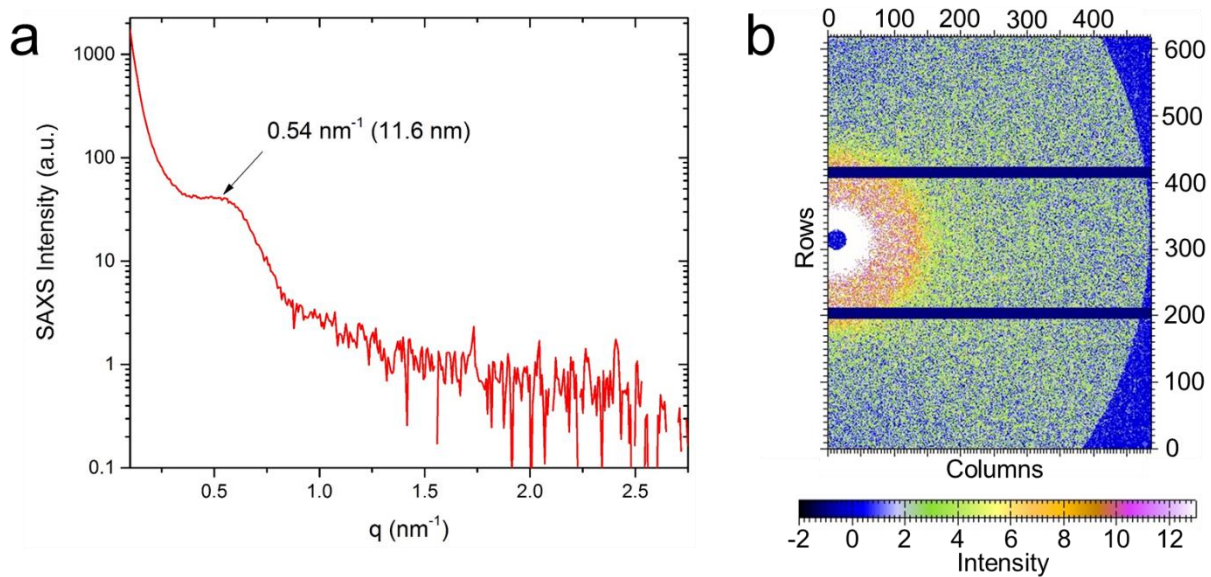 a
1000
100
10
1
0.1
0.5
1.0
1.5
2.0
2.5
SAXS Intensity (a.u.)
q (nm⁻¹)
0.54 nm⁻¹ (11.6 nm)
b
0 100 200 300 400
600
500
400
300
200
100
0
Rows
Columns
-2 0 2 4 6 8 10 12
Intensity